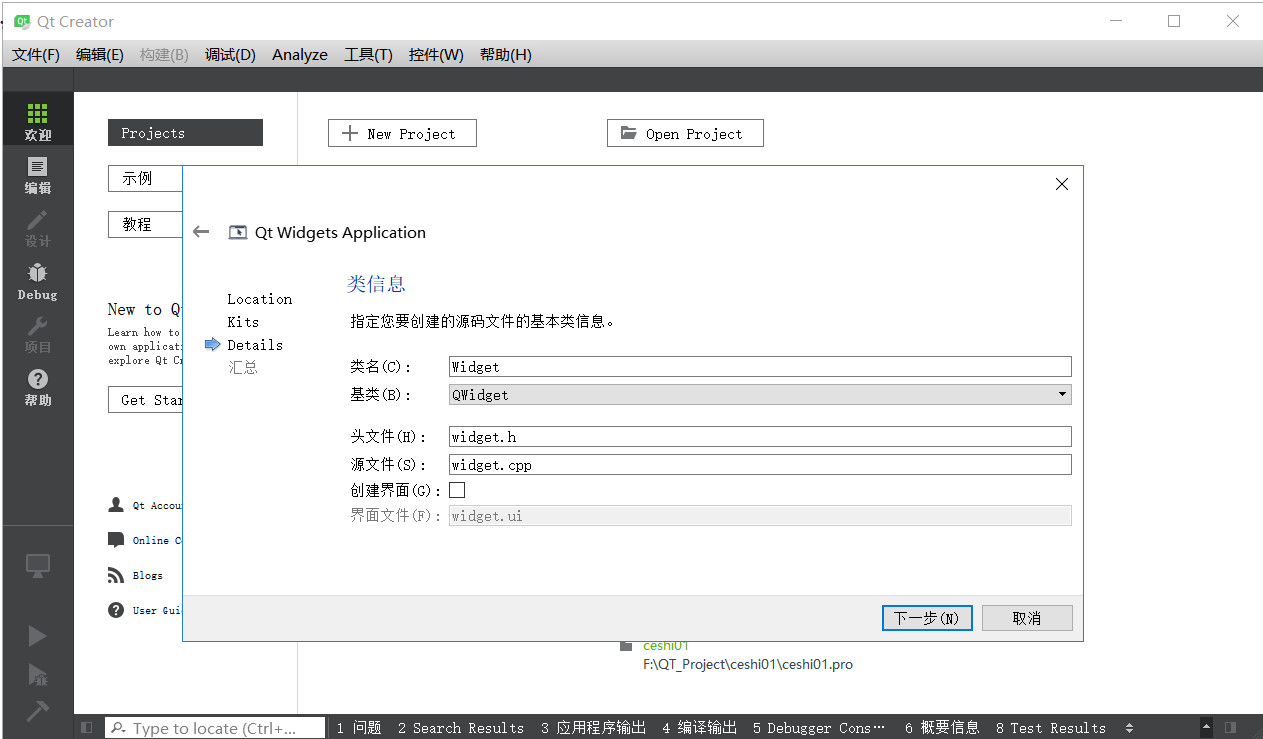 Qt Creator
文件(F) 编辑(E) 构建(B) 调试(D) Analyze 工具(T) 控件(W) 帮助(H)
欢迎
编辑
设计
Debug
项目
帮助
Projects
示例
教程
New to Q
Learn how to
own applicat
explore Qt C
Get Star
Qt Accou
Online C
Blogs
User Gui
New Project
Open Project
Qt Widgets Application
Location
Kits
Details
汇总
类信息
指定您要创建的源码文件的基本类信息。
类名(C): Widget
基类(B): QWidget
头文件(H): widget.h
源文件(S): widget.cpp
创建界面(G):
界面文件(F): widget.ui
下一步(N) 取消
ceshi01
F:\QT_Project\ceshi01\ceshi01.pro
Type to locate (Ctrl+... 1 问题 2 Search Results 3 应用程序输出 4 编译输出 5 Debugger Cons… 6 概要信息 8 Test Results